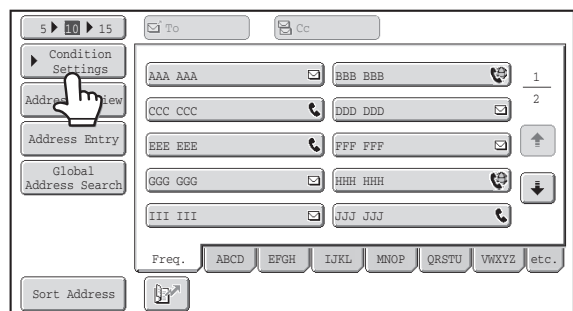 5 10 15
To
Cc
Condition
Settings
AAA AAA
BBB BBB
1
2
CCC CCC
DDD DDD
Address Entry
EEE EEE
FFF FFF
Global
Address Search
GGG GGG
HHH HHH
III III
JJJ JJJ
Freq.
ABCD
EFGH
IJKL
MNOP
QRSTU
VWXYZ
etc.
Sort Address